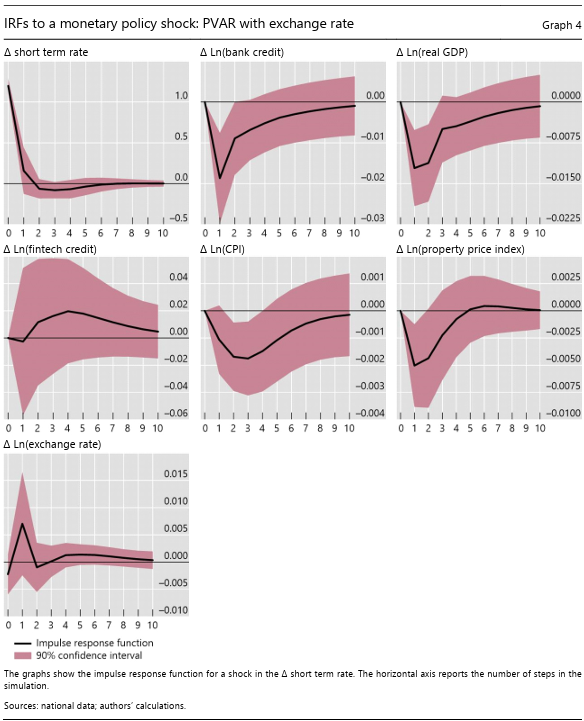 IRFs to a monetary policy shock: PVAR with exchange rate
Graph 4
Δ short term rate
Δ Ln(bank credit)
Δ Ln(real GDP)
1.0
0.5
0.0
–0.5
0 1 2 3 4 5 6 7 8 9 10
0.00
–0.01
–0.02
–0.03
0 1 2 3 4 5 6 7 8 9 10
0.0000
–0.0075
–0.0150
–0.0225
0 1 2 3 4 5 6 7 8 9 10
Δ Ln(fintech credit)
Δ Ln(CPI)
Δ Ln(property price index)
0.04
0.02
0.00
–0.02
–0.04
–0.06
0 1 2 3 4 5 6 7 8 9 10
0.001
0.000
–0.001
–0.002
–0.003
–0.004
0 1 2 3 4 5 6 7 8 9 10
0.0025
0.0000
–0.0025
–0.0050
–0.0075
–0.0100
0 1 2 3 4 5 6 7 8 9 10
Δ Ln(exchange rate)
0.015
0.010
0.005
0.000
–0.005
–0.010
0 1 2 3 4 5 6 7 8 9 10
Impulse response function
90% confidence interval
The graphs show the impulse response function for a shock in the Δ short term rate. The horizontal axis reports the number of steps in the
simulation.
Sources: national data; authors' calculations.